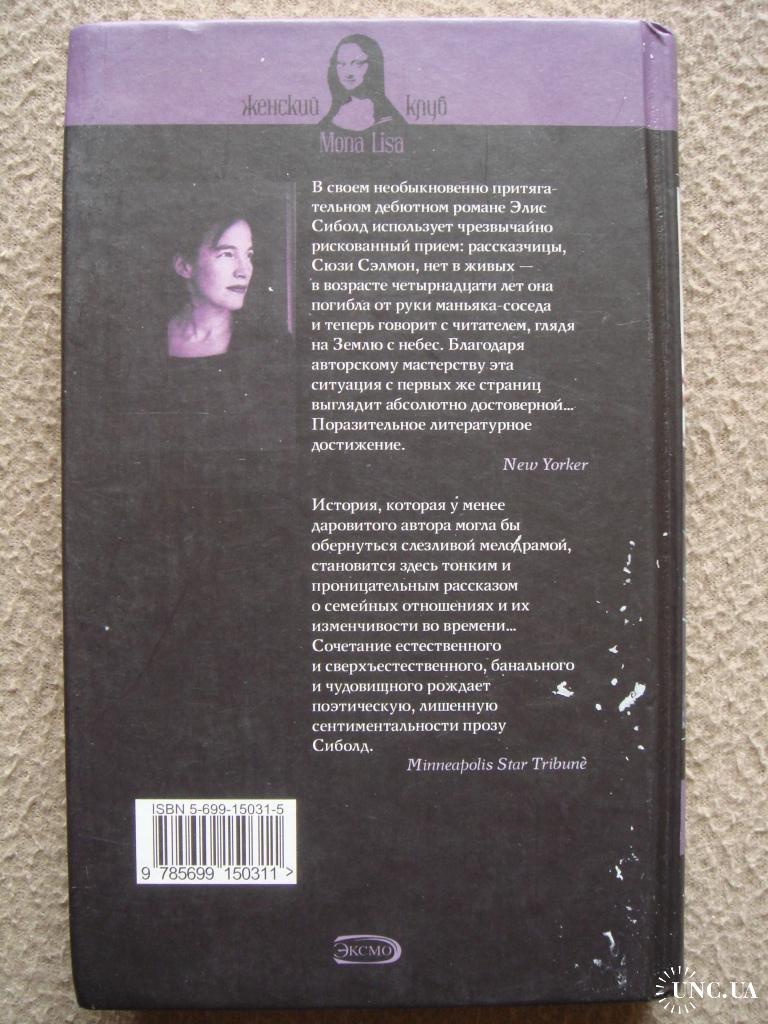 женский клуб
Mona Lisa
В своем необыкновенно притяга-
тельном дебютном романе Элис
Сиболд использует чрезвычайно
рискованный прием: рассказчицы,
Сюзи Сэлмон, нет в живых —
в возрасте четырнадцати лет она
погибла от руки маньяка-соседа
и теперь говорит с читателем, глядя
на Землю с небес. Благодаря
авторскому мастерству эта
ситуация с первых же страниц
выглядит абсолютно достоверной...
Поразительное литературное
достижение.
New Yorker
История, которая у менее
даровитого автора могла бы
обернуться слезливой мелодрамой,
становится здесь тонким и
проницательным рассказом
о семейных отношениях и их
изменчивости во времени...
Сочетание естественного
и сверхъестественного, банального
и чудовищного рождает
поэтическую, лишенную
сентиментальности прозу
Сиболд.
Minneapolis Star Tribune
ISBN 5-699-15031-5
9 785699 150311 >
ЭКСМО
UNC.UA